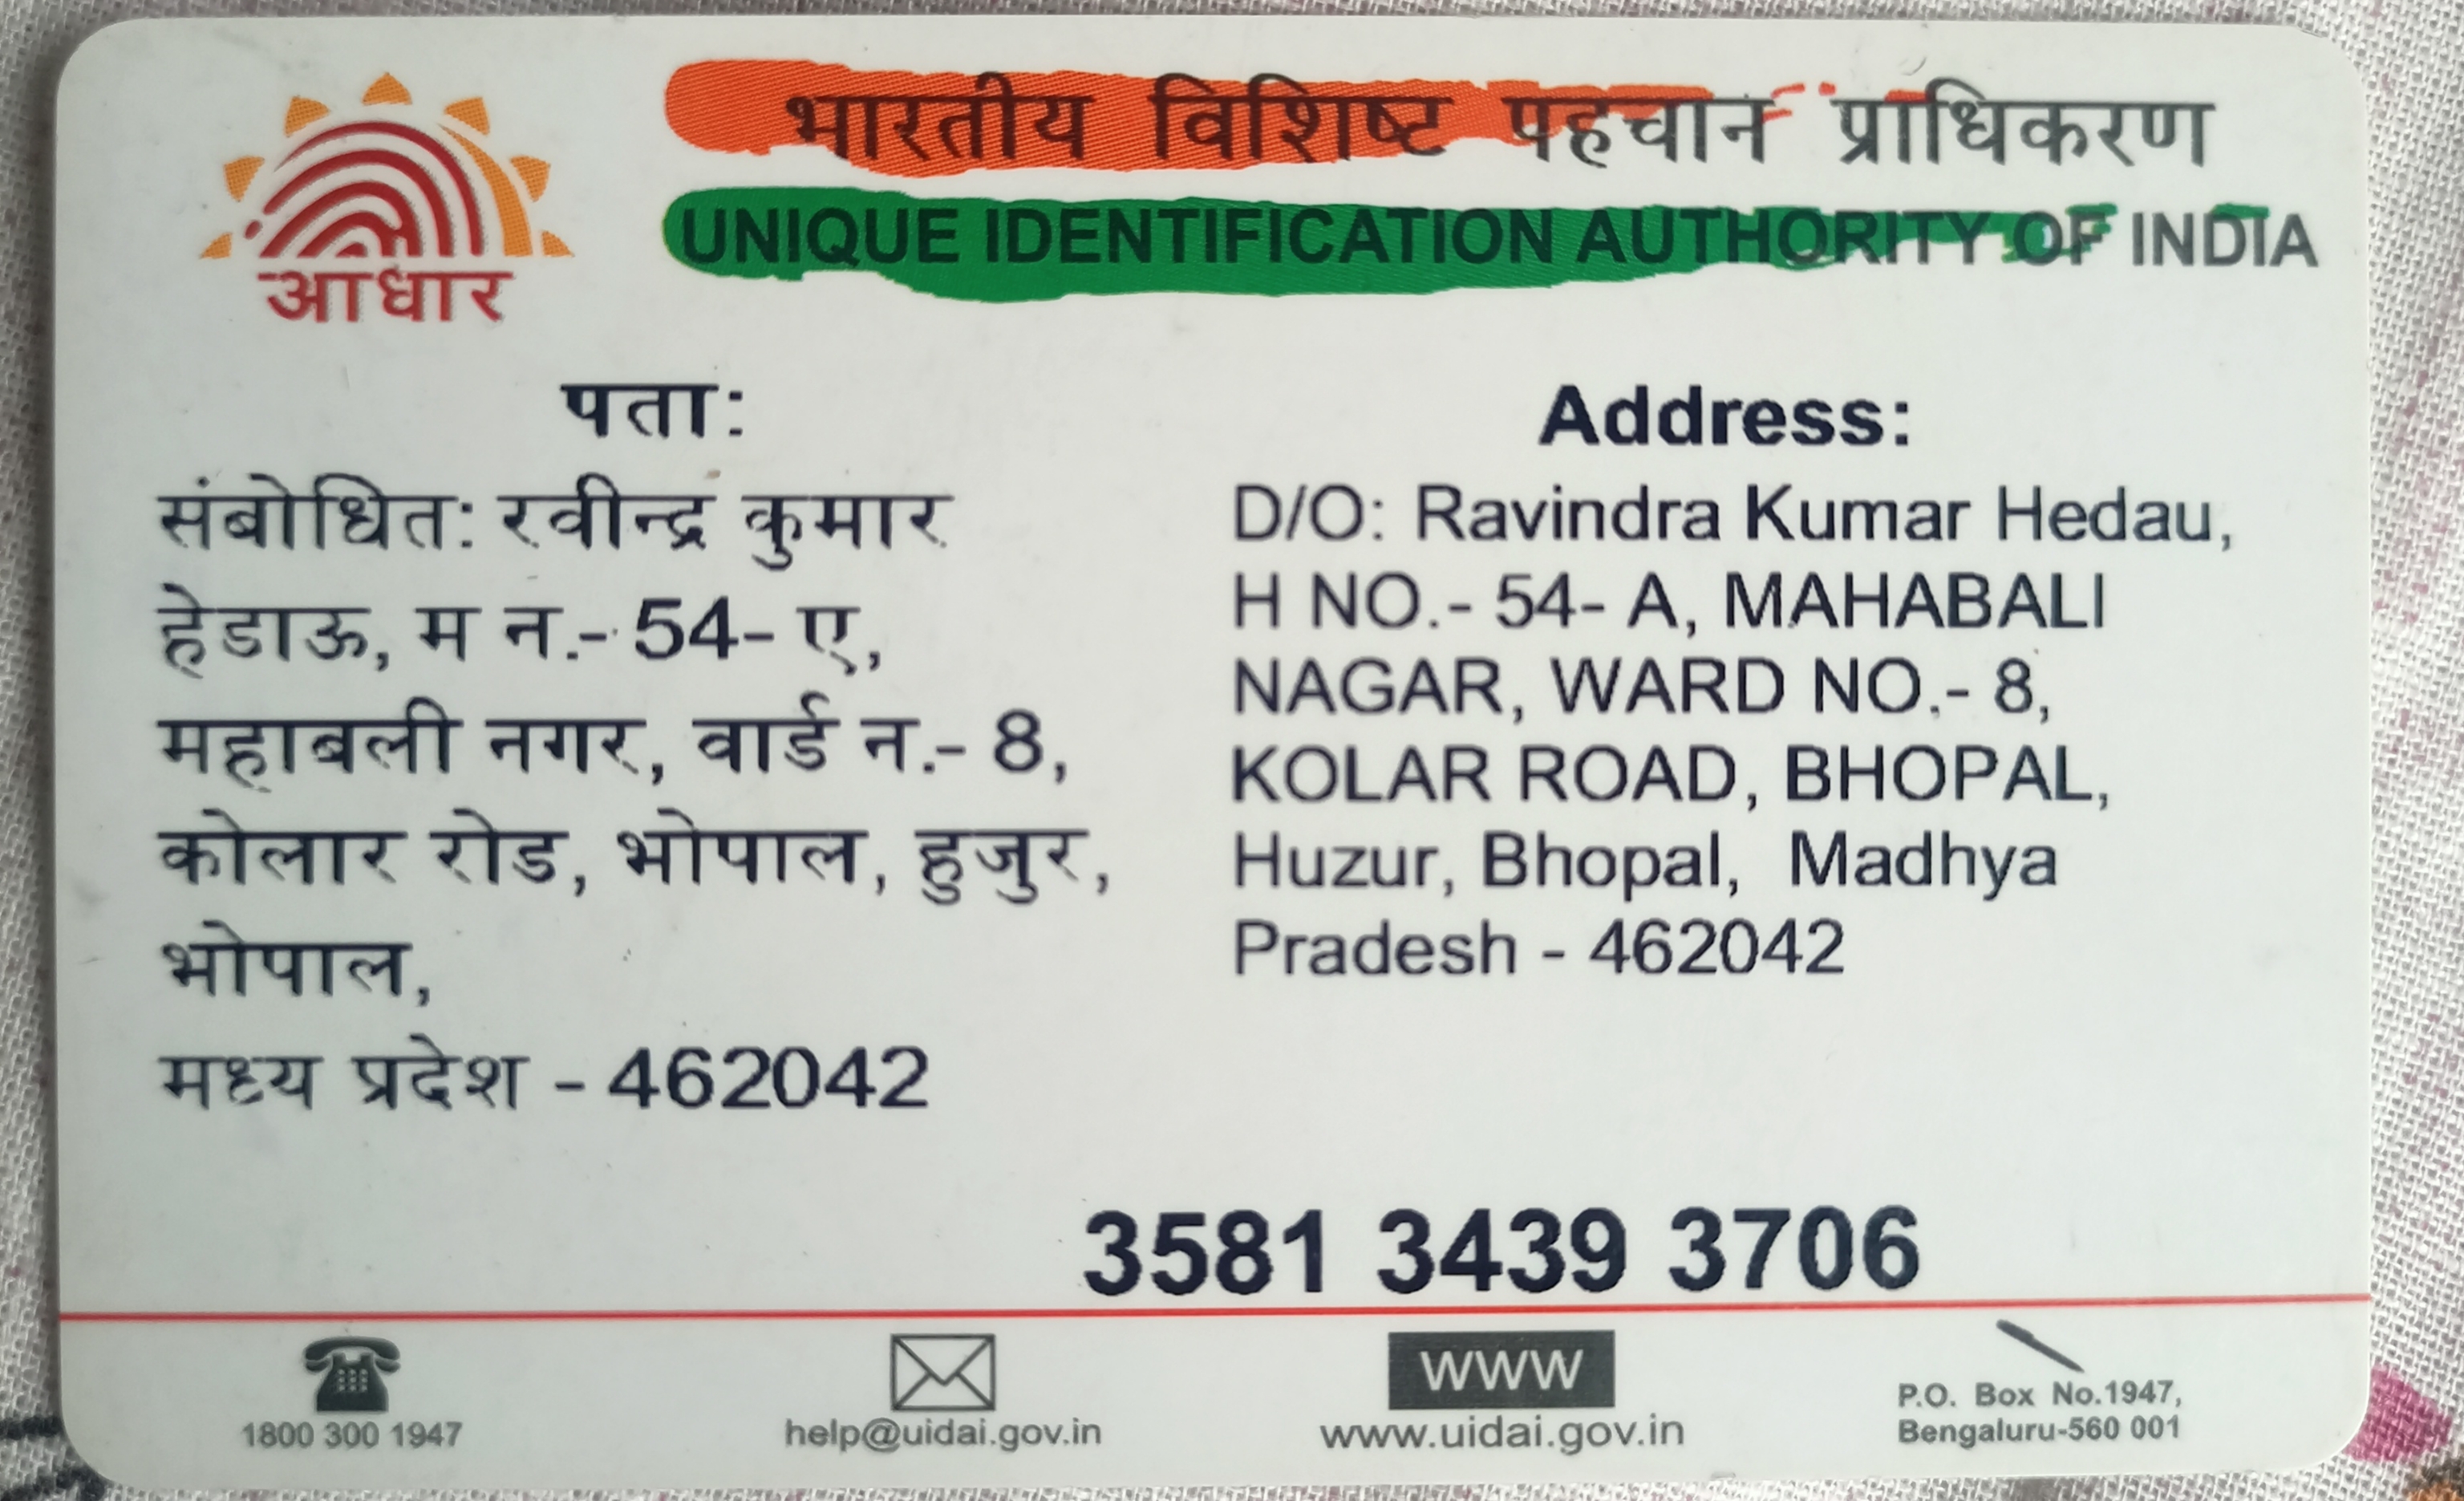 भारतीय विशिष्ट पहचान प्राधिकरण
UNIQUE IDENTIFICATION AUTHORITY OF INDIA
आधार
पता:
संबोधित: रवीन्द्र कुमार
हेडाऊ, म न.- 54- ए,
महाबली नगर, वार्ड न.- 8,
कोलार रोड, भोपाल, हुजुर,
भोपाल,
मध्य प्रदेश - 462042
Address:
D/O: Ravindra Kumar Hedau,
H NO.- 54- A, MAHABALI
NAGAR, WARD NO.- 8,
KOLAR ROAD, BHOPAL,
Huzur, Bhopal, Madhya
Pradesh - 462042
3581 3439 3706
1800 300 1947
help@uidai.gov.in
WWW
www.uidai.gov.in
P.O. Box No.1947,
Bengaluru-560 001